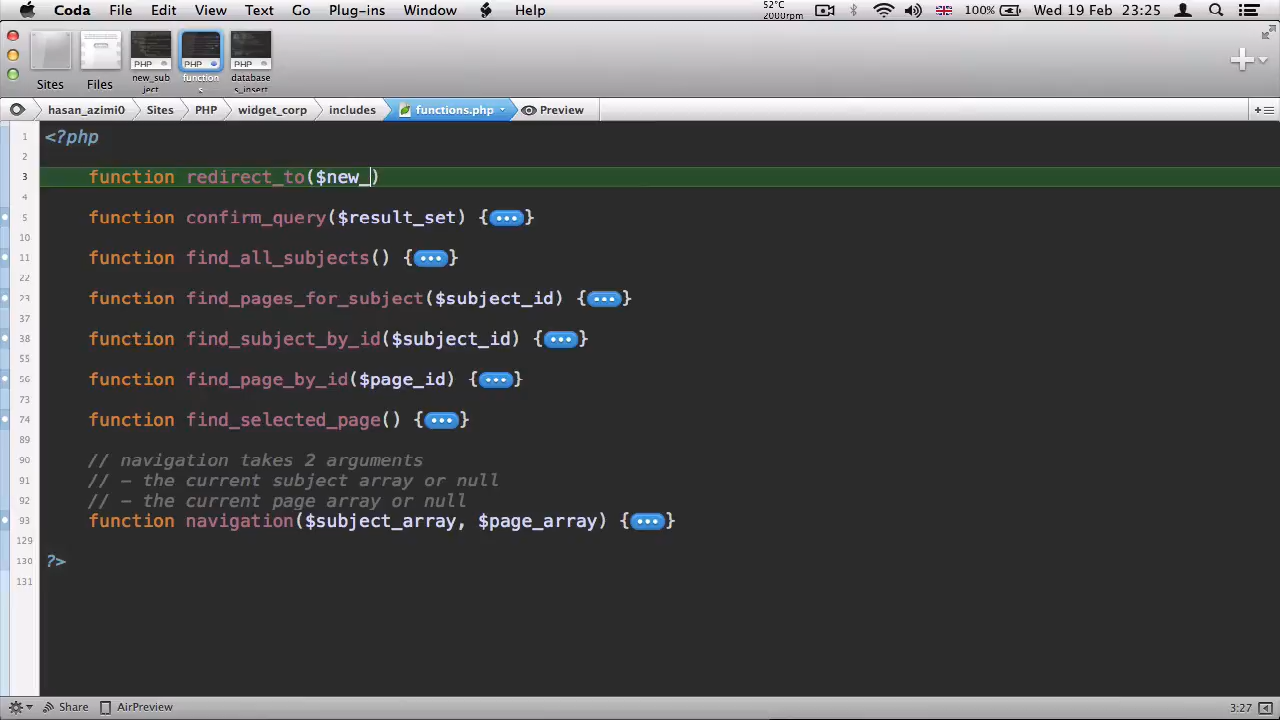 Coda File Edit View Text Go Plug-ins Window Help 52°C 2000rpm 100% Wed 19 Feb 23:25
PHP PHP PHP
Sites Files new_subject functions databases_insert
hasan_azimi0 Sites PHP widget_corp includes functions.php Preview
1 <?php
2
3 function redirect_to($new_)
4
5 function confirm_query($result_set) {•••}
10
11 function find_all_subjects() {•••}
22
23 function find_pages_for_subject($subject_id) {•••}
37
38 function find_subject_by_id($subject_id) {•••}
55
56 function find_page_by_id($page_id) {•••}
73
74 function find_selected_page() {•••}
89
90 // navigation takes 2 arguments
91 // - the current subject array or null
92 // - the current page array or null
93 function navigation($subject_array, $page_array) {•••}
129
130 ?>
131
Share AirPreview 3:27